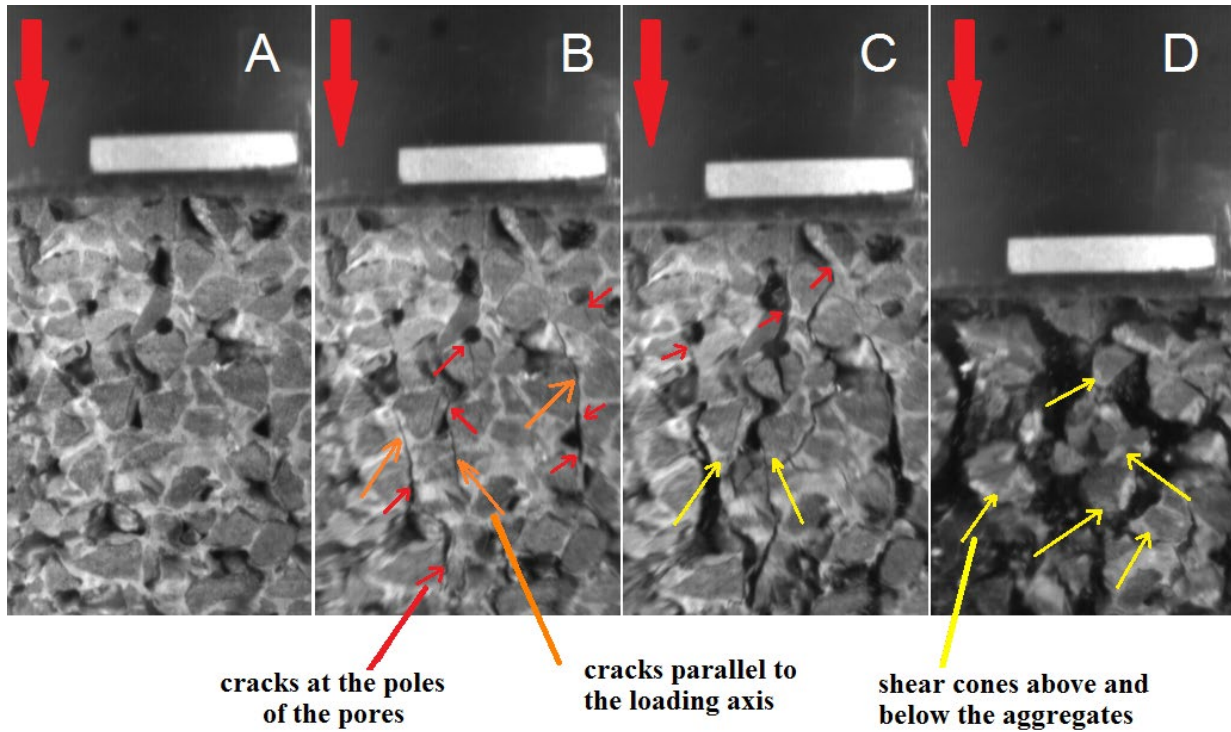 A
B
C
D
cracks at the poles
of the pores
cracks parallel to
the loading axis
shear cones above and
below the aggregates